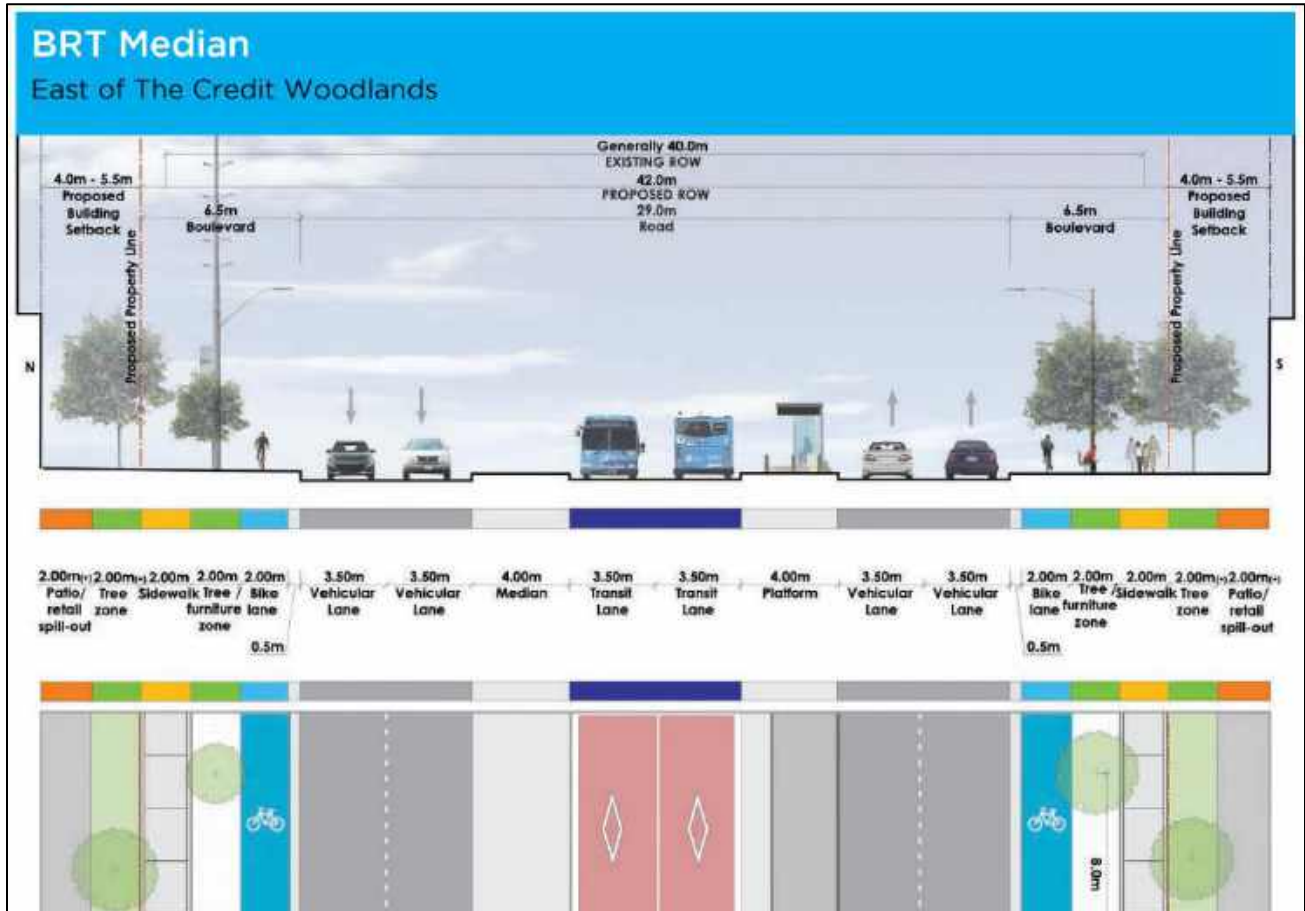 BRT Median
East of The Credit Woodlands
Generally 40.0m
EXISTING ROW
42.0m
PROPOSED ROW
29.0m
Road
4.0m - 5.5m
Proposed
Building
Setback
Proposed Property Line
6.5m
Boulevard
6.5m
Boulevard
Proposed Property Line
4.0m - 5.5m
Proposed
Building
Setback
N
S
2.00m(+)
Patio/
retail
spill-out
2.00m(+)
Tree
zone
2.00m
Sidewalk
2.00m
Tree /
furniture
zone
2.00m
Bike
lane
0.5m
3.50m
Vehicular
Lane
3.50m
Vehicular
Lane
4.00m
Median
3.50m
Transit
Lane
3.50m
Transit
Lane
4.00m
Platform
3.50m
Vehicular
Lane
3.50m
Vehicular
Lane
0.5m
2.00m
Bike
lane
2.00m
Tree /
furniture
zone
2.00m
Sidewalk
2.00m(+)
Tree
zone
2.00m(+)
Patio/
retail
spill-out
8.0m